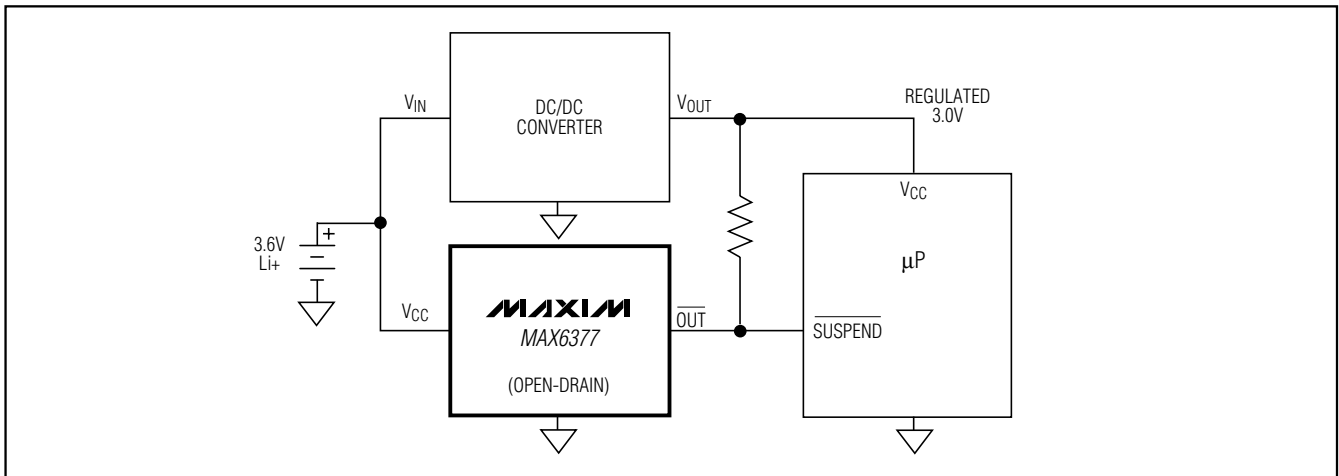 VIN
DC/DC
CONVERTER
VOUT
REGULATED
3.0V
VCC
µP
3.6V
Li+
+
VCC
MAXIM
MAX6377
(OPEN-DRAIN)
OUT
SUSPEND